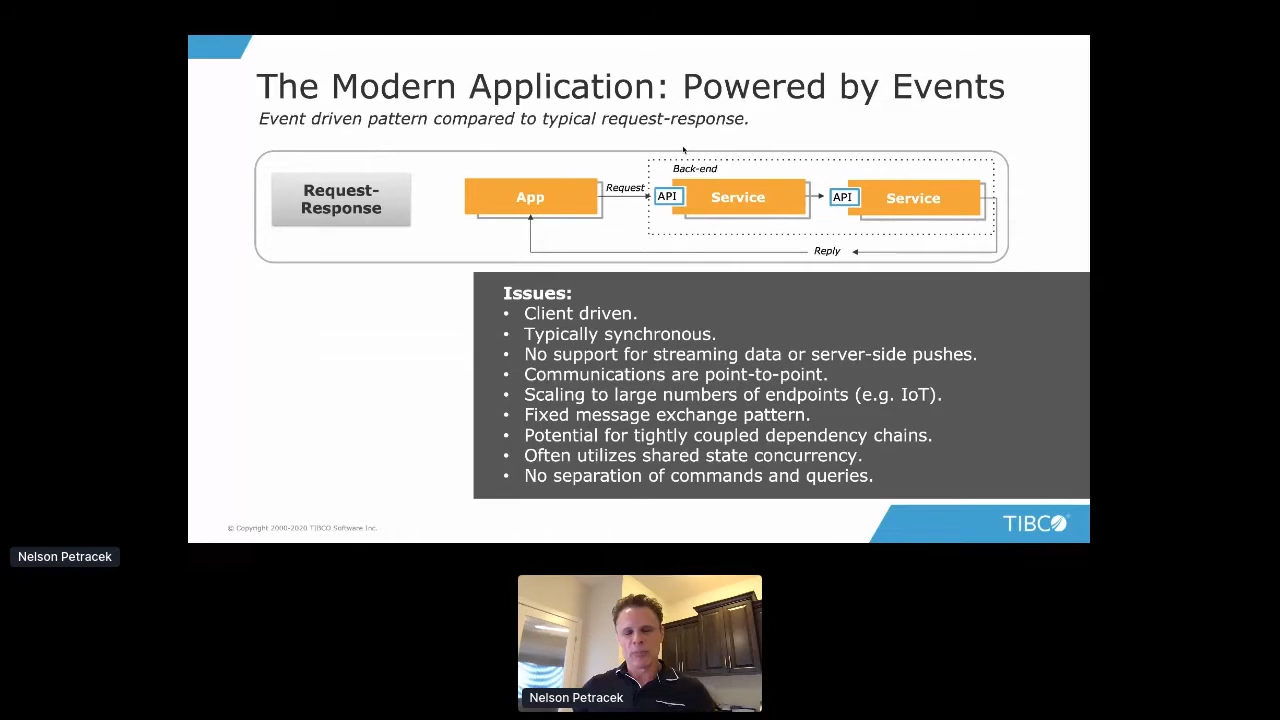 The Modern Application: Powered by Events
Event driven pattern compared to typical request-response.
Request-
Response
App
Request
Back-end
API
Service
API
Service
Reply
Issues:
• Client driven.
• Typically synchronous.
• No support for streaming data or server-side pushes.
• Communications are point-to-point.
• Scaling to large numbers of endpoints (e.g. IoT).
• Fixed message exchange pattern.
• Potential for tightly coupled dependency chains.
• Often utilizes shared state concurrency.
• No separation of commands and queries.
© Copyright 2000-2020 TIBCO Software Inc.
TIBCO®
Nelson Petracek
Nelson Petracek